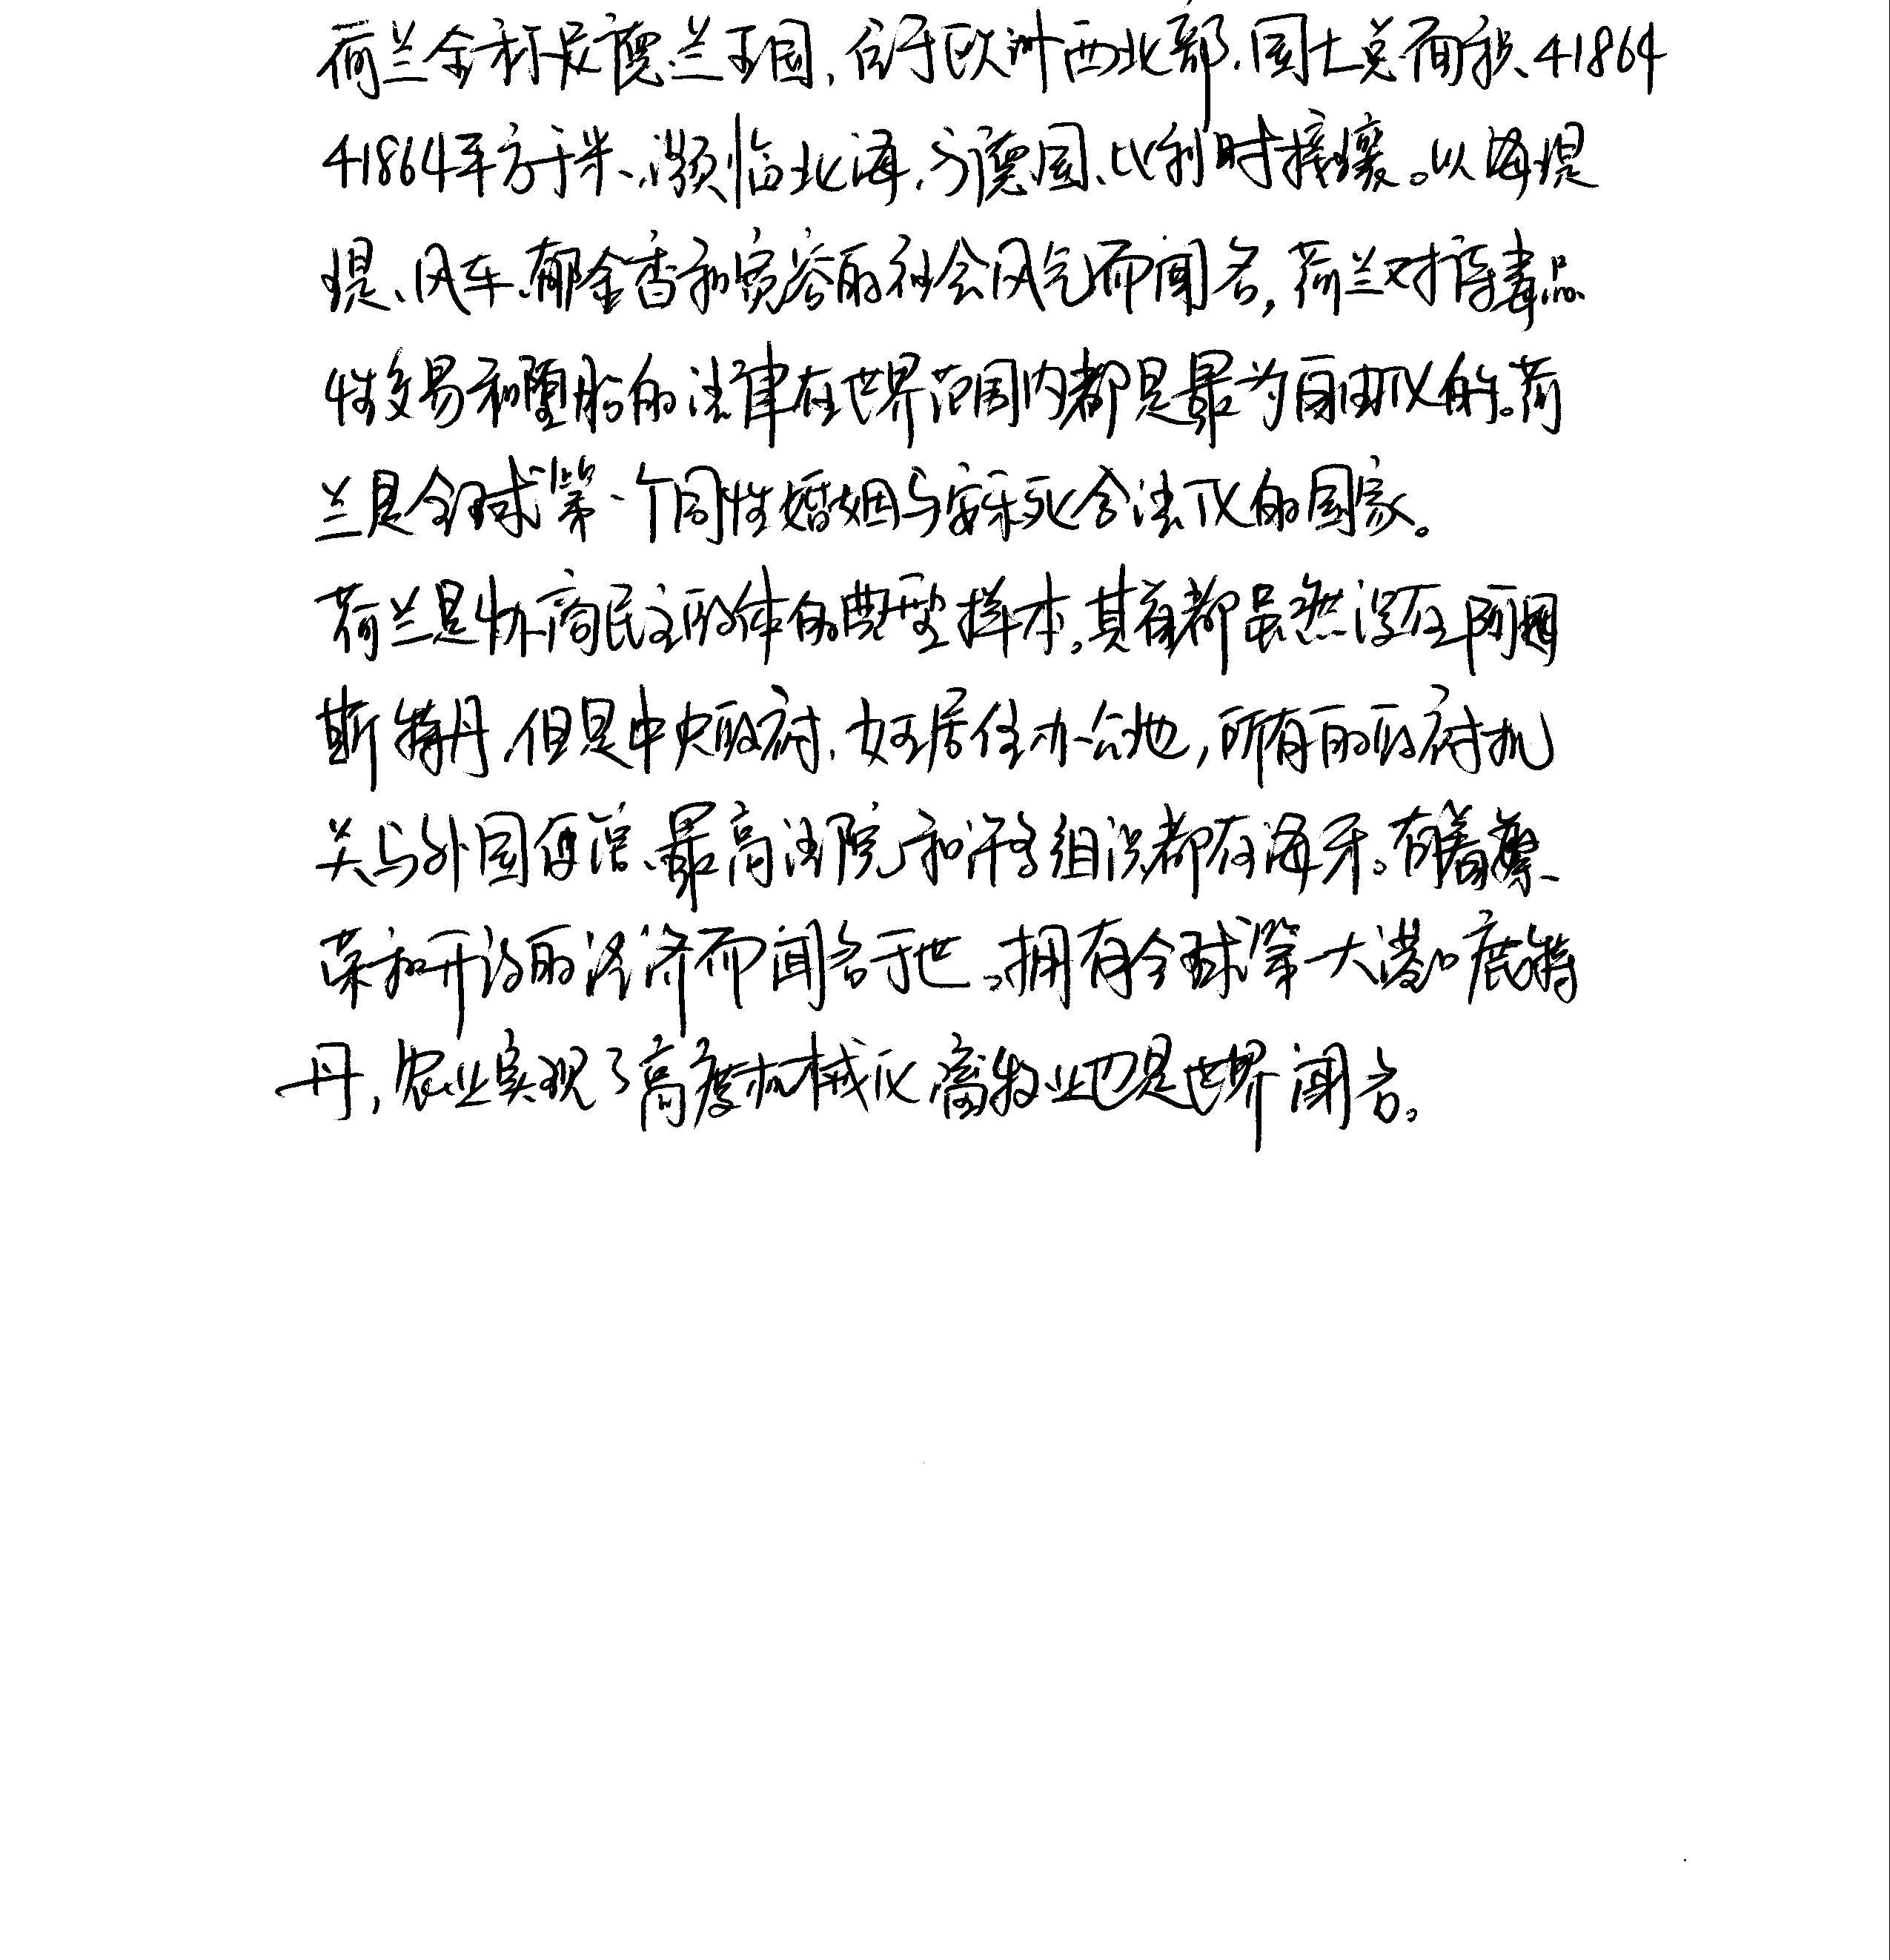 荷兰全称尼德兰王国，位于欧洲西北部，国土总面积41864
41864平方千米，濒临北海，与德国、比利时接壤。以海堤
堤、风车、郁金香和宽容的社会风气而闻名，荷兰对待毒品
性交易和堕胎的法律在世界范围内都是最为自由化的。荷
兰是全球第一个同性婚姻与安乐死合法化的国家。
荷兰是协商民主政体的典型样本，其首都虽然设在阿姆
斯特丹，但是中央政府，女王居住办公地，所有的政府机
关与外国使馆、最高法院和许多组织都在海牙。有着繁
荣和开放的经济而闻名于世。拥有全球第一大港口鹿特
丹，农业实现了高度机械化，畜牧业也是世界闻名。